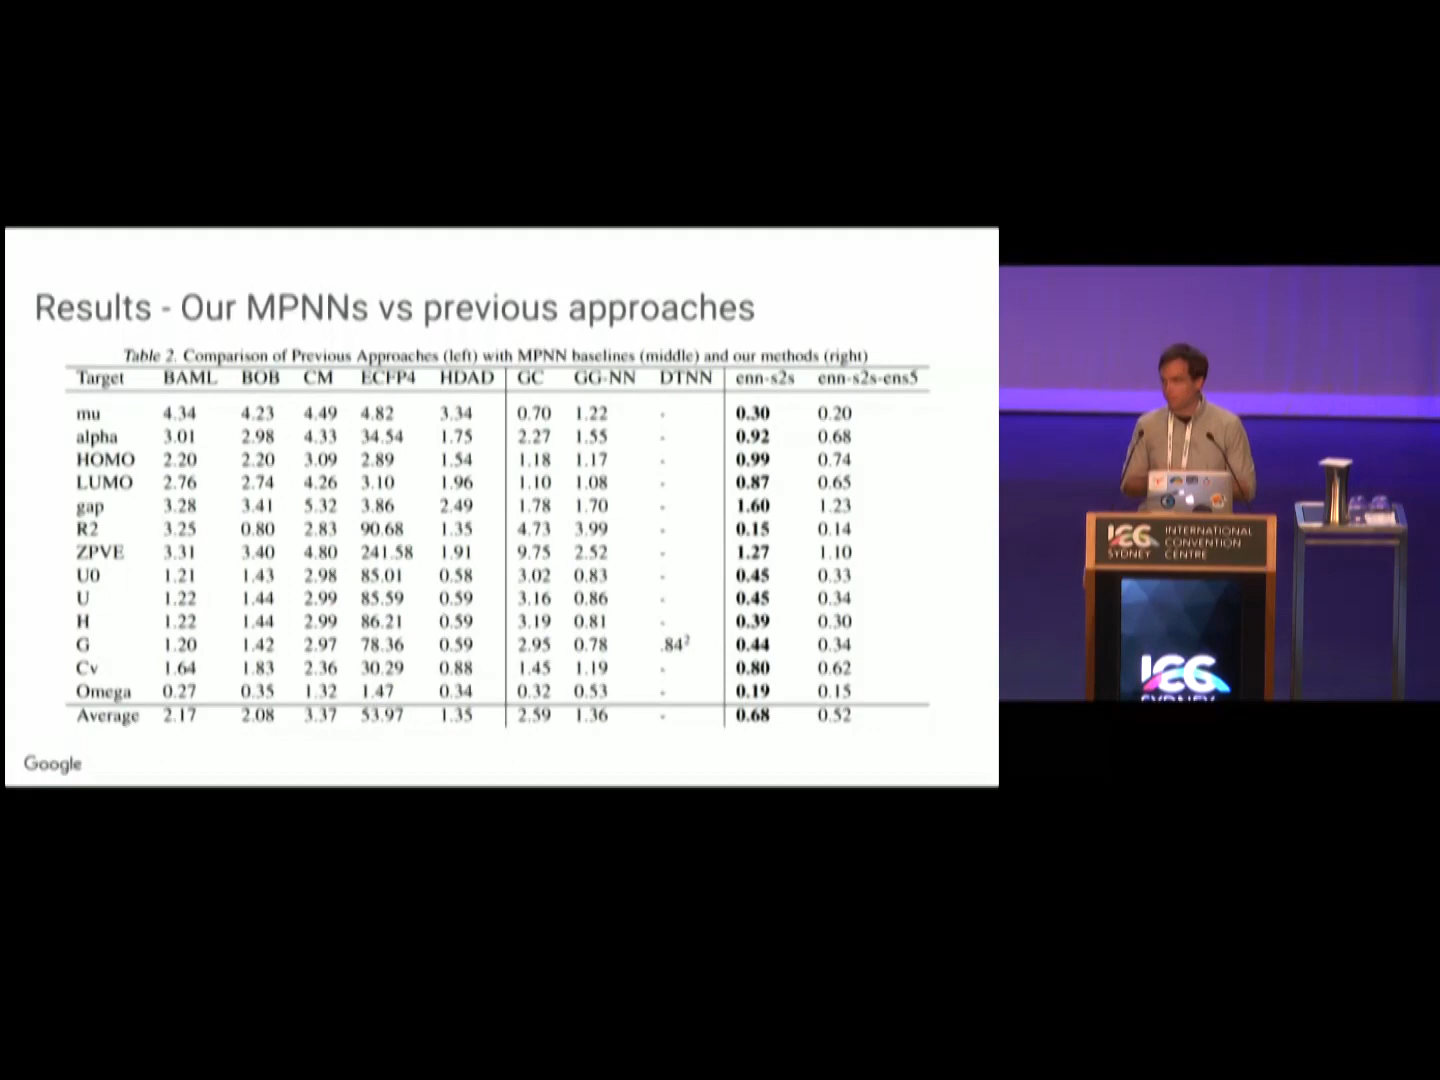 Results - Our MPNNs vs previous approaches
Table 2. Comparison of Previous Approaches (left) with MPNN baselines (middle) and our methods (right)
Target BAML BOB CM ECFP4 HDAD GC GG-NN DTNN enn-s2s enn-s2s-ens5
mu 4.34 4.23 4.49 4.82 3.34 0.70 1.22 - 0.30 0.20
alpha 3.01 2.98 4.33 34.54 1.75 2.27 1.55 - 0.92 0.68
HOMO 2.20 2.20 3.09 2.89 1.54 1.18 1.17 - 0.99 0.74
LUMO 2.76 2.74 4.26 3.10 1.96 1.10 1.08 - 0.87 0.65
gap 3.28 3.41 5.32 3.86 2.49 1.78 1.70 - 1.60 1.23
R2 3.25 0.80 2.83 90.68 1.35 4.73 3.99 - 0.15 0.14
ZPVE 3.31 3.40 4.80 241.58 1.91 9.75 2.52 - 1.27 1.10
U0 1.21 1.43 2.98 85.01 0.58 3.02 0.83 - 0.45 0.33
U 1.22 1.44 2.99 85.59 0.59 3.16 0.86 - 0.45 0.34
H 1.22 1.44 2.99 86.21 0.59 3.19 0.81 - 0.39 0.30
G 1.20 1.42 2.97 78.36 0.59 2.95 0.78 .84² 0.44 0.34
Cv 1.64 1.83 2.36 30.29 0.88 1.45 1.19 - 0.80 0.62
Omega 0.27 0.35 1.32 1.47 0.34 0.32 0.53 - 0.19 0.15
Average 2.17 2.08 3.37 53.97 1.35 2.59 1.36 - 0.68 0.52
Google
ICC
SYDNEY
INTERNATIONAL
CONVENTION
CENTRE
ICC
SYDNEY